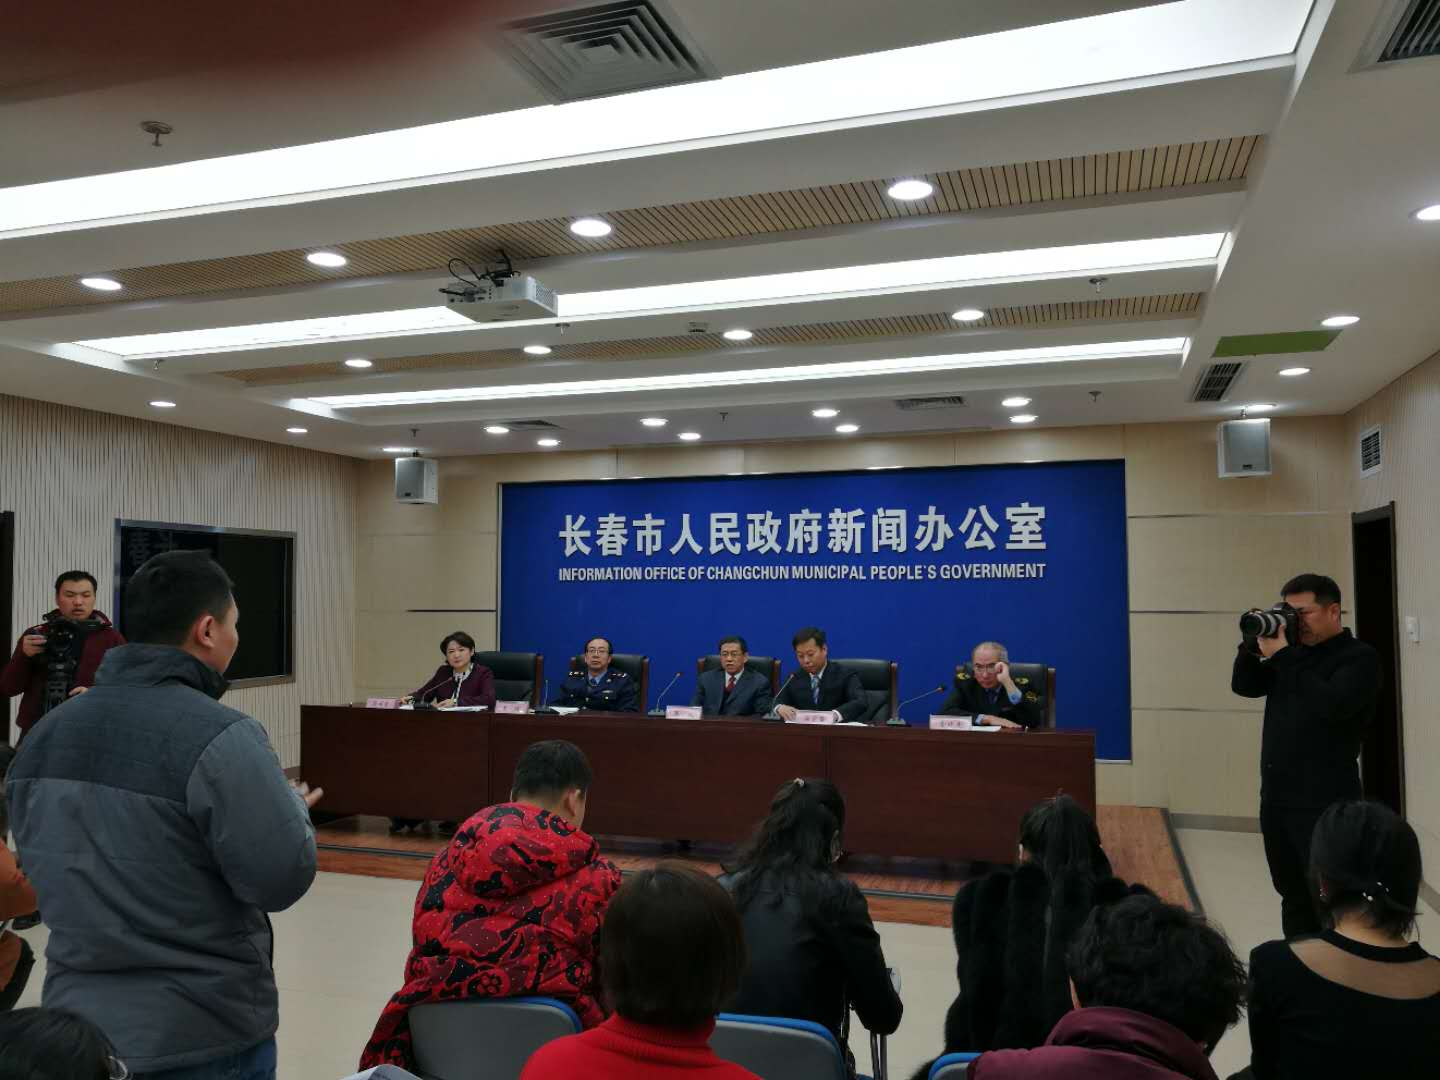 长春市人民政府新闻办公室
INFORMATION OFFICE OF CHANGCHUN MUNICIPAL PEOPLE`S GOVERNMENT